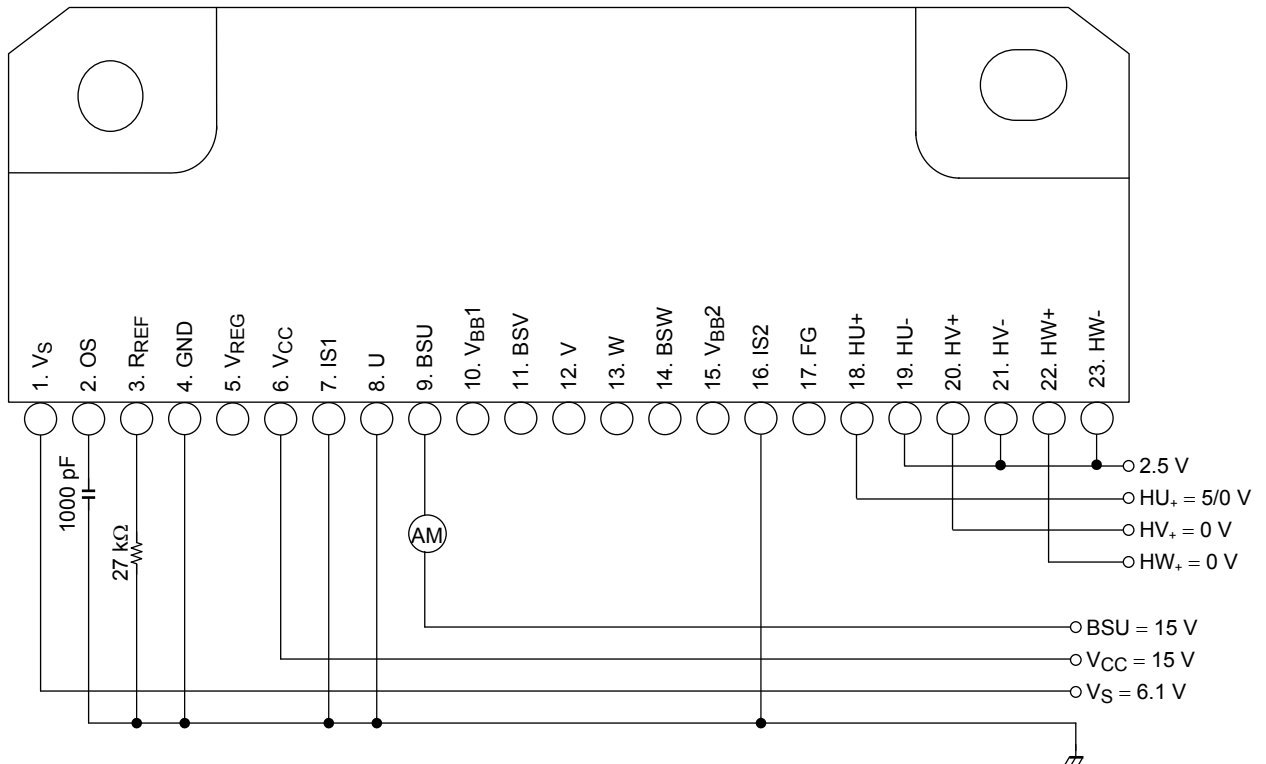 1. VS
2. OS
3. RREF
4. GND
5. VREG
6. VCC
7. IS1
8. U
9. BSU
10. VBB1
11. BSV
12. V
13. W
14. BSW
15. VBB2
16. IS2
17. FG
18. HU+
19. HU-
20. HV+
21. HV-
22. HW+
23. HW-
1000 pF
27 kΩ
AM
2.5 V
HU+ = 5/0 V
HV+ = 0 V
HW+ = 0 V
BSU = 15 V
VCC = 15 V
VS = 6.1 V